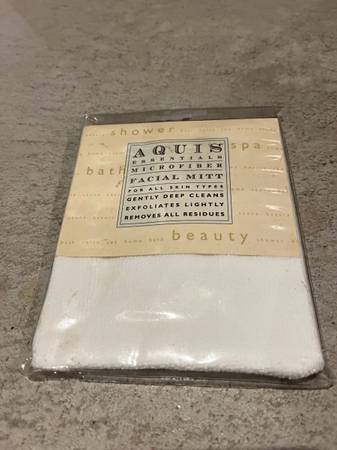 shower
spa
bath
AQUIS
ESSENTIALS
MICROFIBER
FACIAL MITT
FOR ALL SKIN TYPES
GENTLY DEEP CLEANS
EXFOLIATES LIGHTLY
REMOVES ALL RESIDUES
beauty